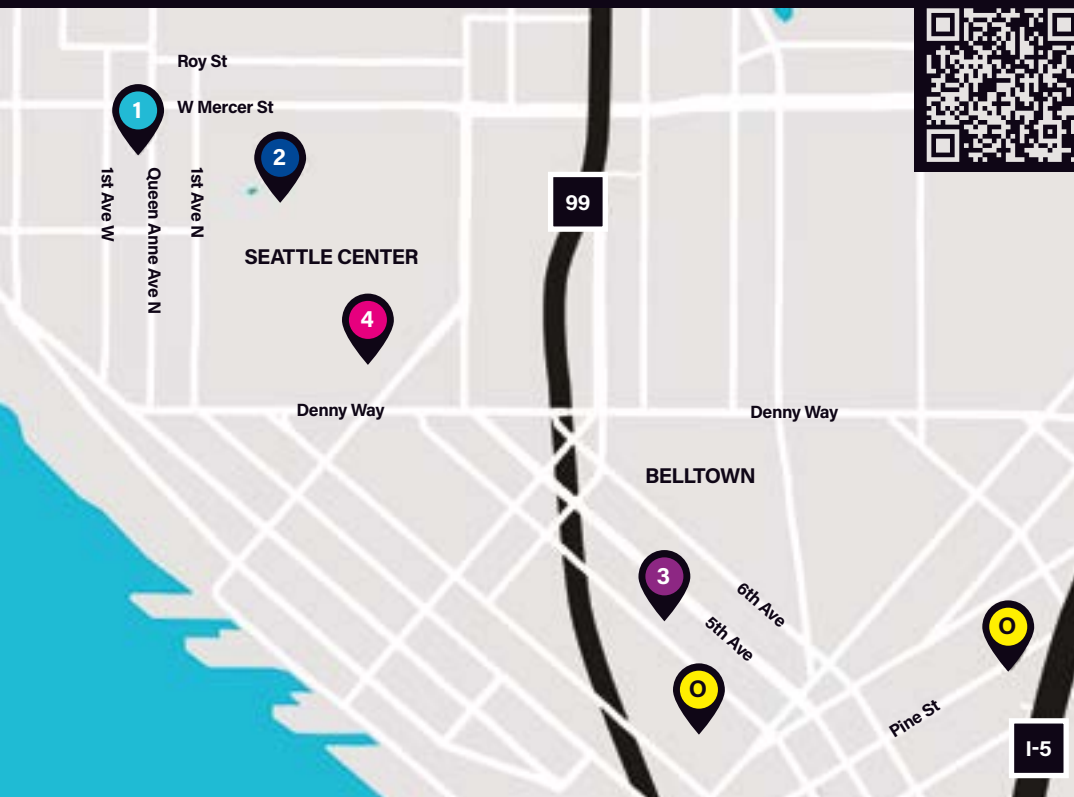 Roy St
1
W Mercer St
2
1st Ave W
Queen Anne Ave N
1st Ave N
99
SEATTLE CENTER
4
Denny Way
Denny Way
BELLTOWN
3
6th Ave
5th Ave
O
O
Pine St
I-5